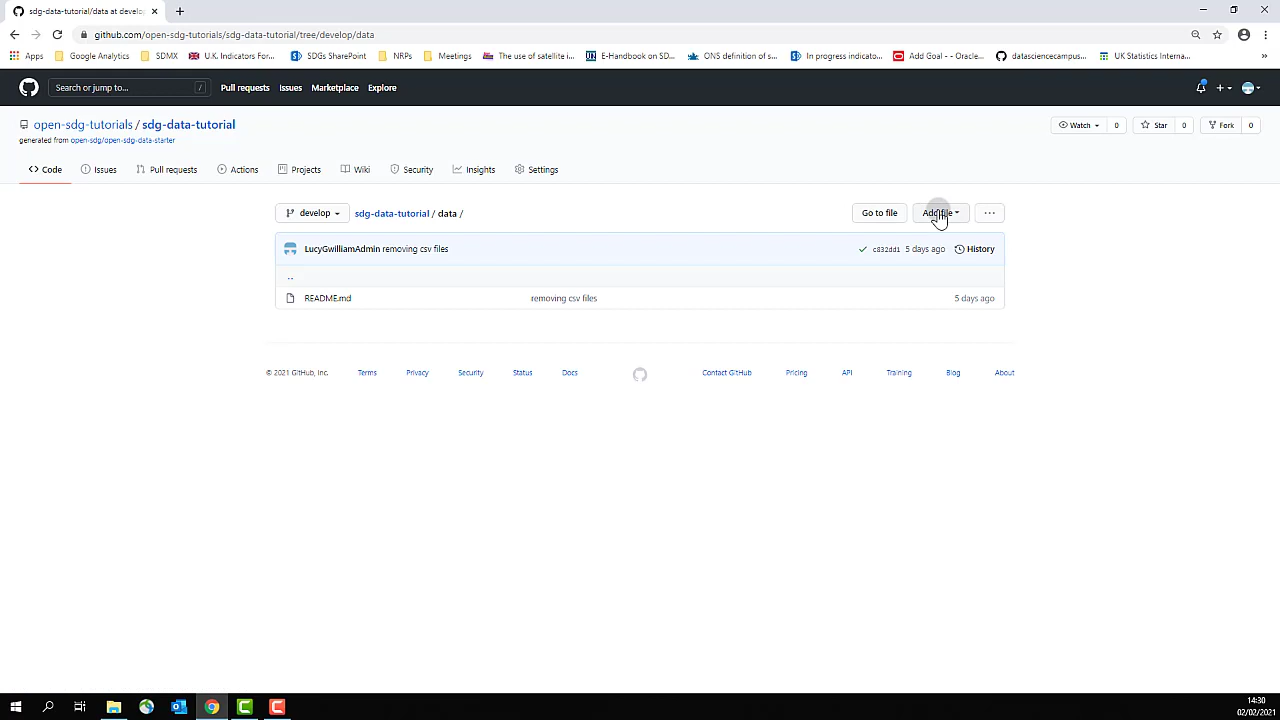 sdg-data-tutorial/data at develop
github.com/open-sdg-tutorials/sdg-data-tutorial/tree/develop/data
Apps Google Analytics SDMX U.K. Indicators For... SDGs SharePoint NRPs Meetings The use of satellite i... E-Handbook on SD... ONS definition of s... In progress indicato... Add Goal - - Oracle... datasciencecampus... UK Statistics Interna... »
Search or jump to... / Pull requests Issues Marketplace Explore
open-sdg-tutorials / sdg-data-tutorial Watch 0 Star 0 Fork 0
generated from open-sdg/open-sdg-data-starter
Code Issues Pull requests Actions Projects Wiki Security Insights Settings
develop sdg-data-tutorial / data / Go to file Add file ...
LucyGwilliamAdmin removing csv files c832dd1 5 days ago History
..
README.md removing csv files 5 days ago
© 2021 GitHub, Inc. Terms Privacy Security Status Docs Contact GitHub Pricing API Training Blog About
14:30
02/02/2021